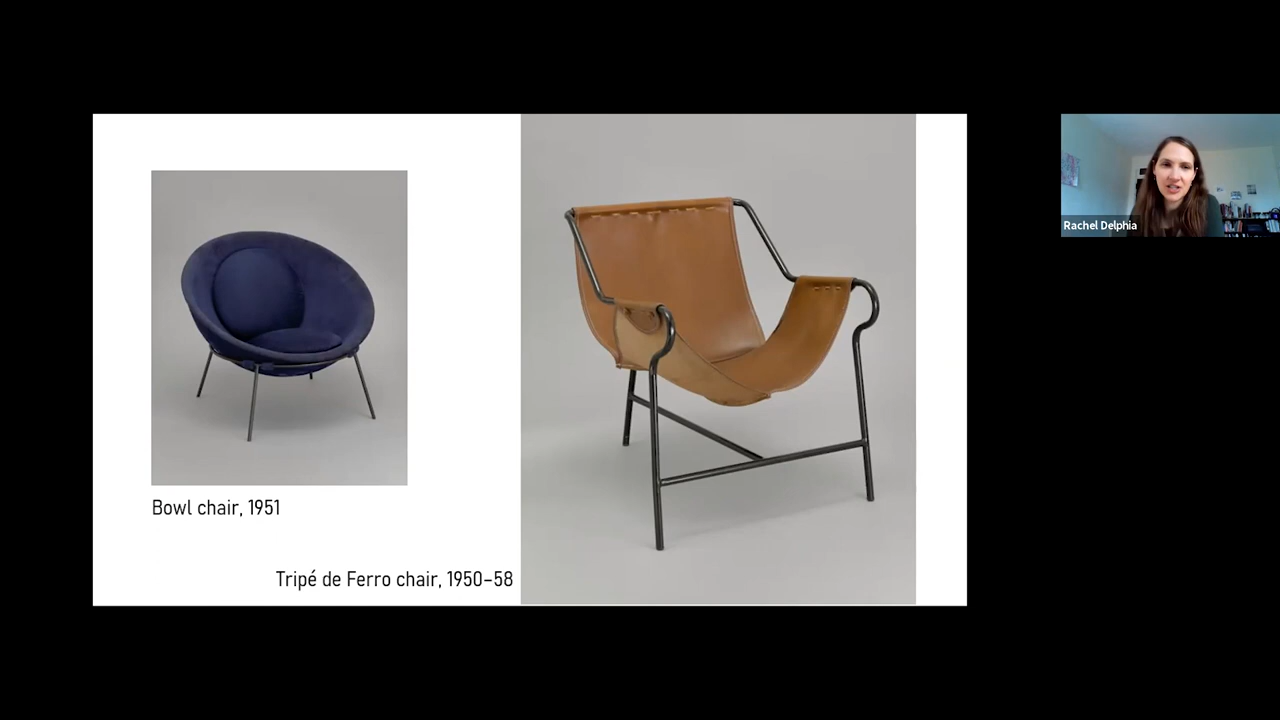 Bowl chair, 1951
Tripé de Ferro chair, 1950–58
Rachel Delphia